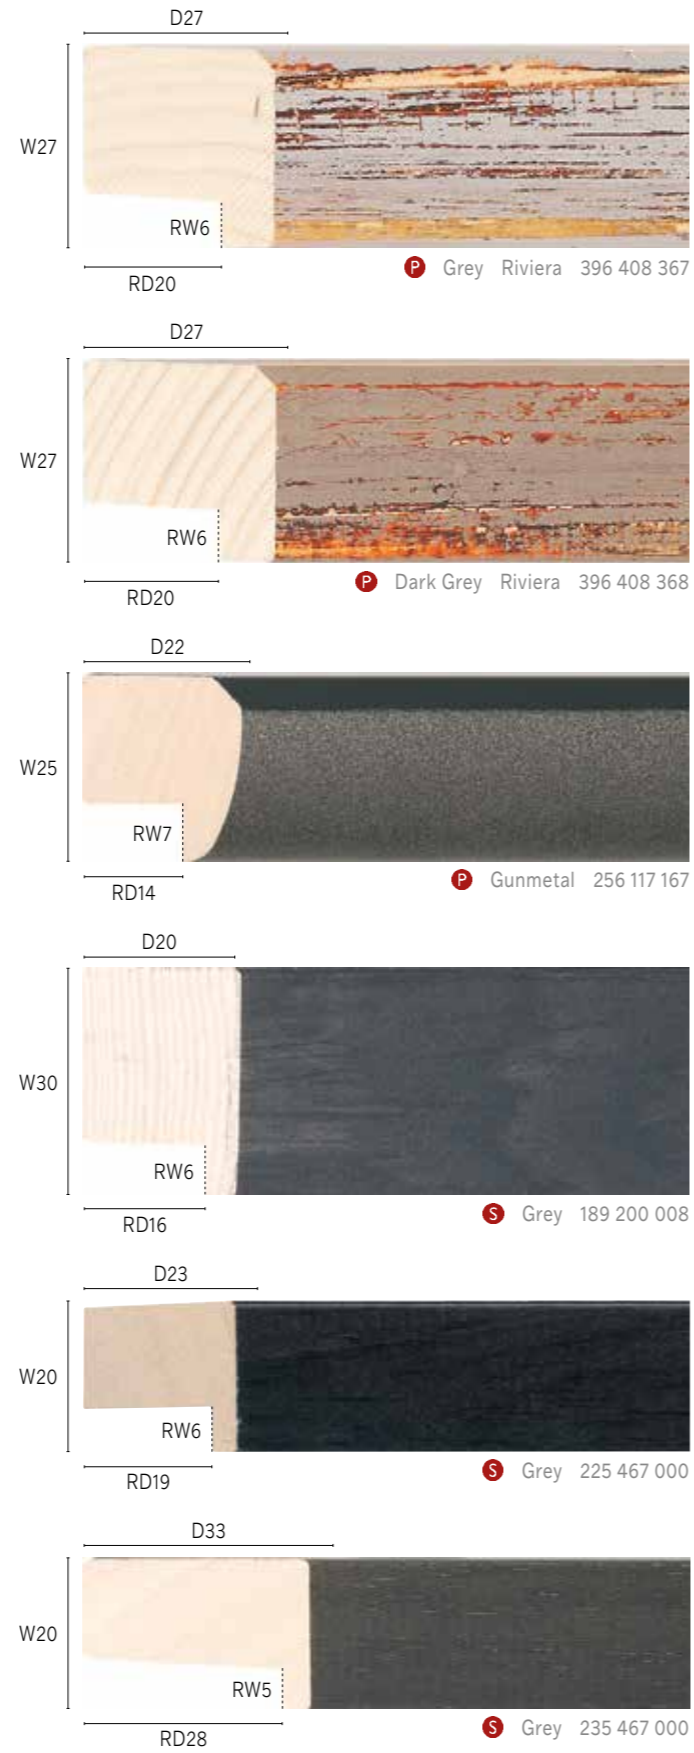 D27
W27
RW6
RD20
P Grey Riviera 396 408 367
D27
W27
RW6
RD20
P Dark Grey Riviera 396 408 368
D22
W25
RW7
RD14
P Gunmetal 256 117 167
D20
W30
RW6
RD16
S Grey 189 200 008
D23
W20
RW6
RD19
S Grey 225 467 000
D33
W20
RW5
RD28
S Grey 235 467 000